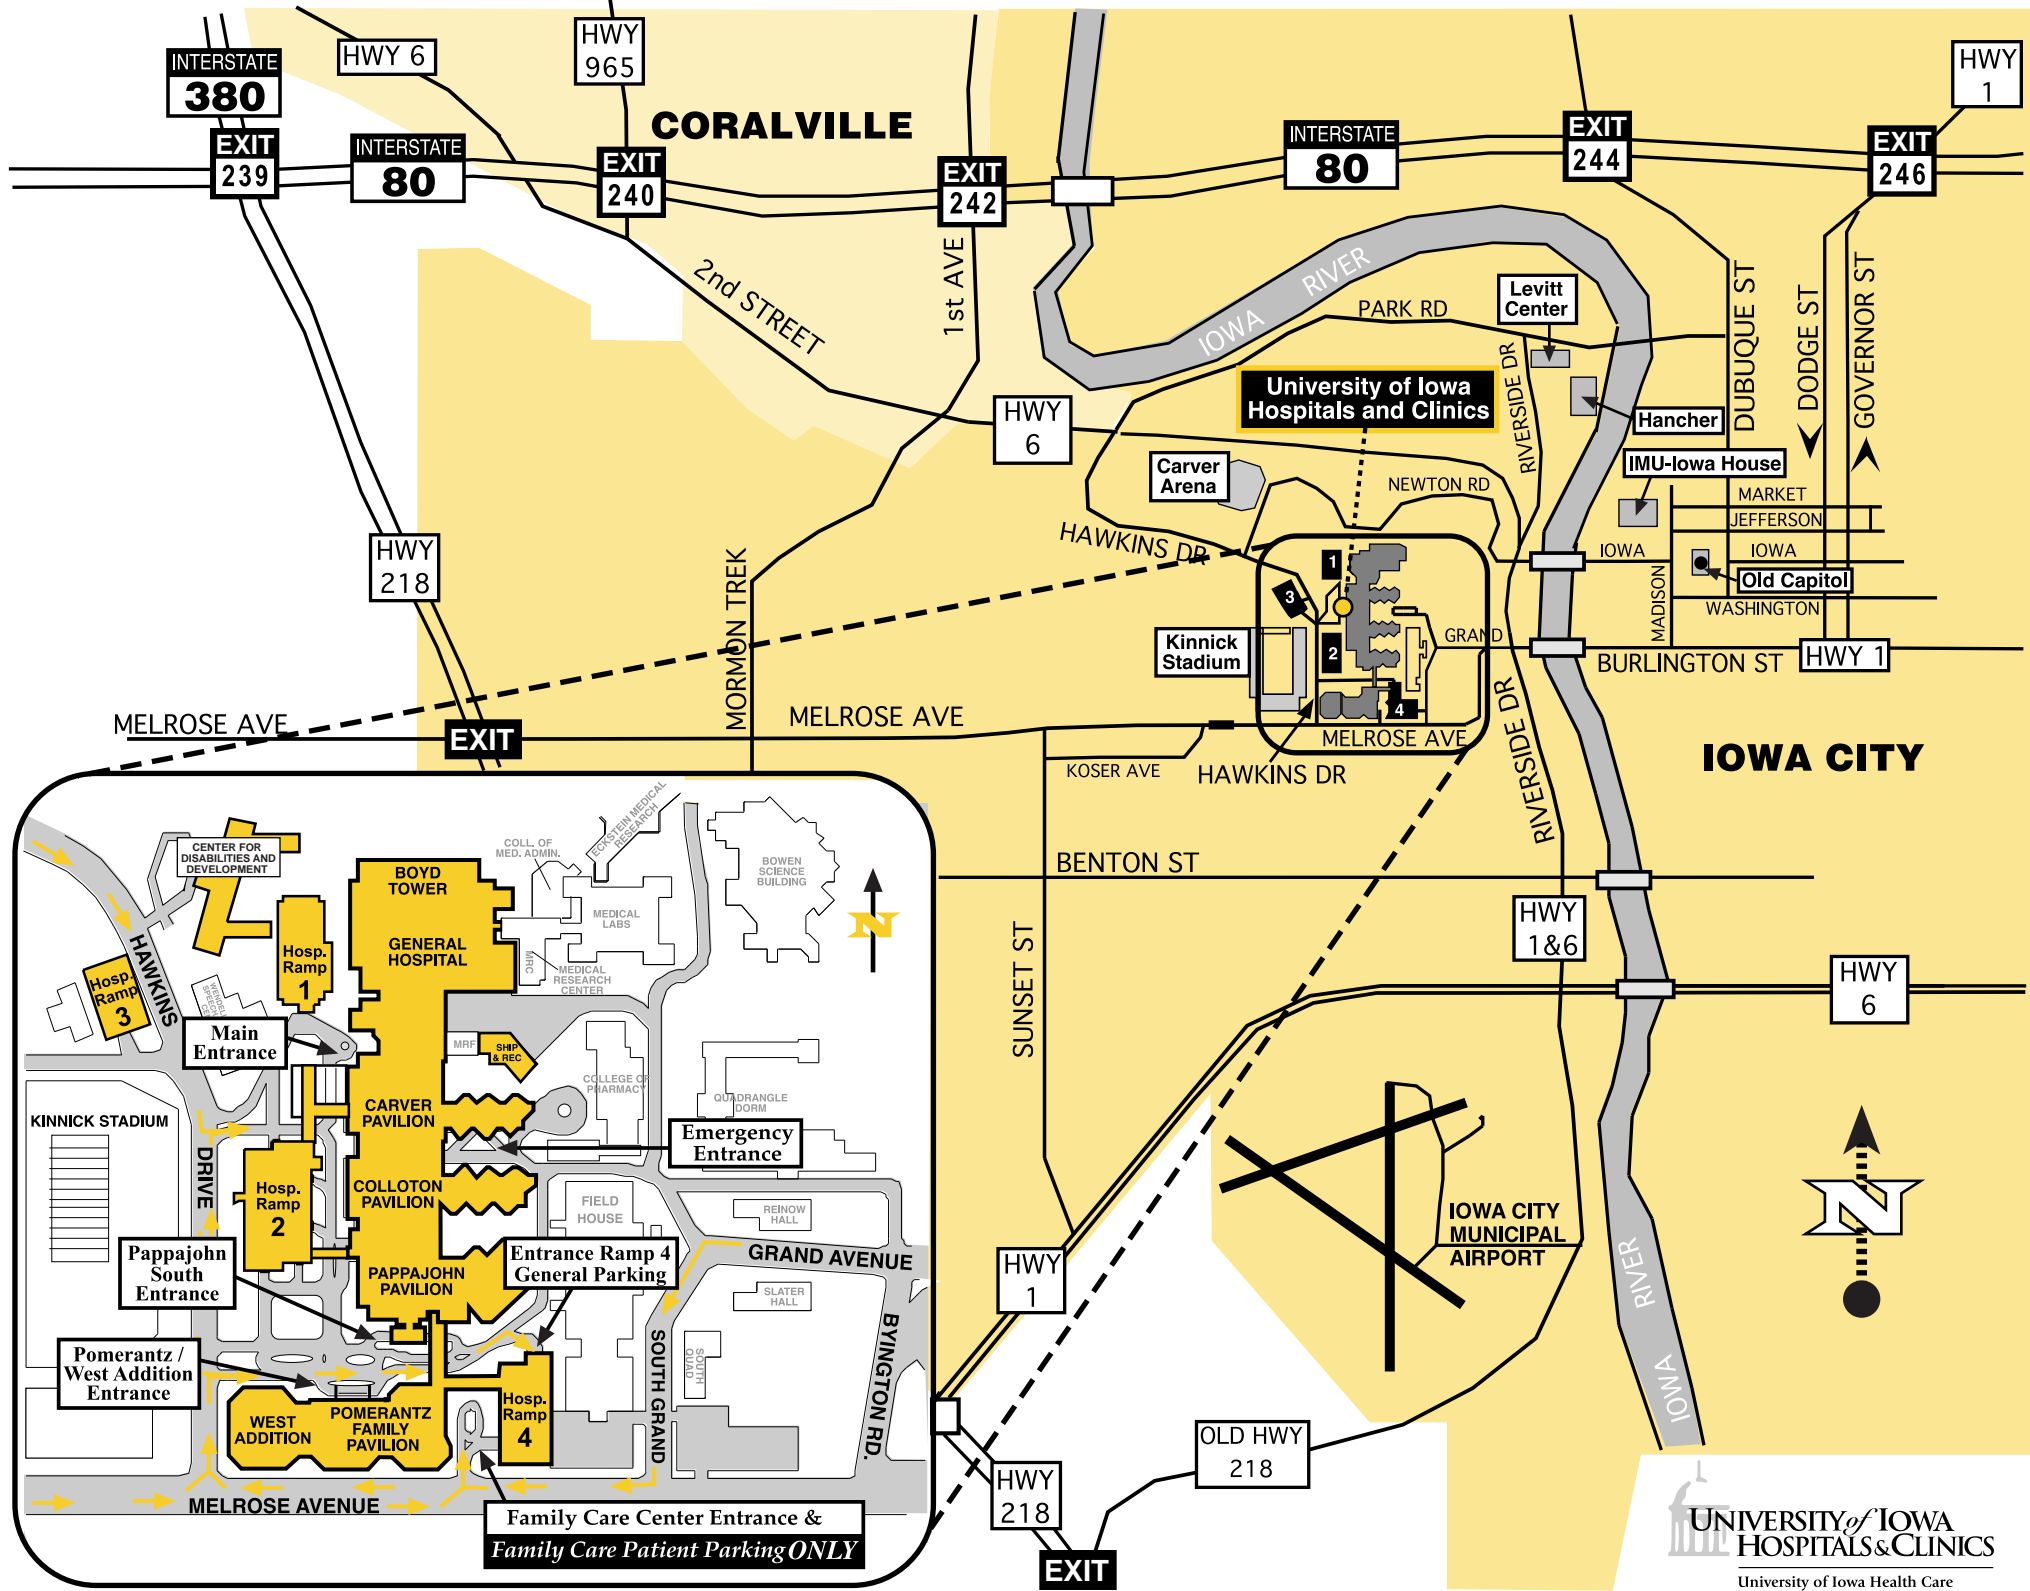 INTERSTATE
380
EXIT
239
HWY 6
INTERSTATE
80
HWY
965
EXIT
240
CORALVILLE
EXIT
242
INTERSTATE
80
EXIT
244
HWY
1
EXIT
246
2nd STREET
1st AVE
IOWA
RIVER
PARK RD
Levitt
Center
RIVERSIDE DR
DUBUQUE ST
DODGE ST
GOVERNOR ST
University of Iowa
Hospitals and Clinics
Hancher
HWY
6
Carver
Arena
NEWTON RD
IMU-Iowa House
MARKET
JEFFERSON
HAWKINS DR
IOWA
IOWA
Old Capitol
MADISON
WASHINGTON
HWY
218
MORMON TREK
1
3
2
4
Kinnick
Stadium
GRAND
BURLINGTON ST
HWY 1
MELROSE AVE
EXIT
MELROSE AVE
MELROSE AVE
KOSER AVE
HAWKINS DR
RIVERSIDE DR
IOWA CITY
BENTON ST
SUNSET ST
HWY
1&6
HWY
6
IOWA CITY
MUNICIPAL
AIRPORT
RIVER
IOWA
N
HWY
1
OLD HWY
218
HWY
218
EXIT
CENTER FOR
DISABILITIES AND
DEVELOPMENT
BOYD
TOWER
GENERAL
HOSPITAL
COLL. OF
MED. ADMIN.
ECKSTEIN MEDICAL
RESEARCH
MEDICAL
LABS
BOWEN
SCIENCE
BUILDING
MRC
MEDICAL
RESEARCH
CENTER
N
HAWKINS
Hosp.
Ramp
1
Hosp.
Ramp
3
WENDELL
SPEECH
Main
Entrance
MRF
SHIP
& REC
COLLEGE OF
PHARMACY
QUADRANGLE
DORM
KINNICK STADIUM
CARVER
PAVILION
Emergency
Entrance
DRIVE
Hosp.
Ramp
2
COLLOTON
PAVILION
FIELD
HOUSE
REINOW
HALL
Pappajohn
South
Entrance
PAPPAJOHN
PAVILION
Entrance Ramp 4
General Parking
GRAND AVENUE
SLATER
HALL
SOUTH
QUAD
SOUTH GRAND
BYINGTON RD.
Pomerantz /
West Addition
Entrance
WEST
ADDITION
POMERANTZ
FAMILY
PAVILION
Hosp.
Ramp
4
MELROSE AVENUE
Family Care Center Entrance &
Family Care Patient Parking ONLY
UNIVERSITY of IOWA
HOSPITALS & CLINICS
University of Iowa Health Care